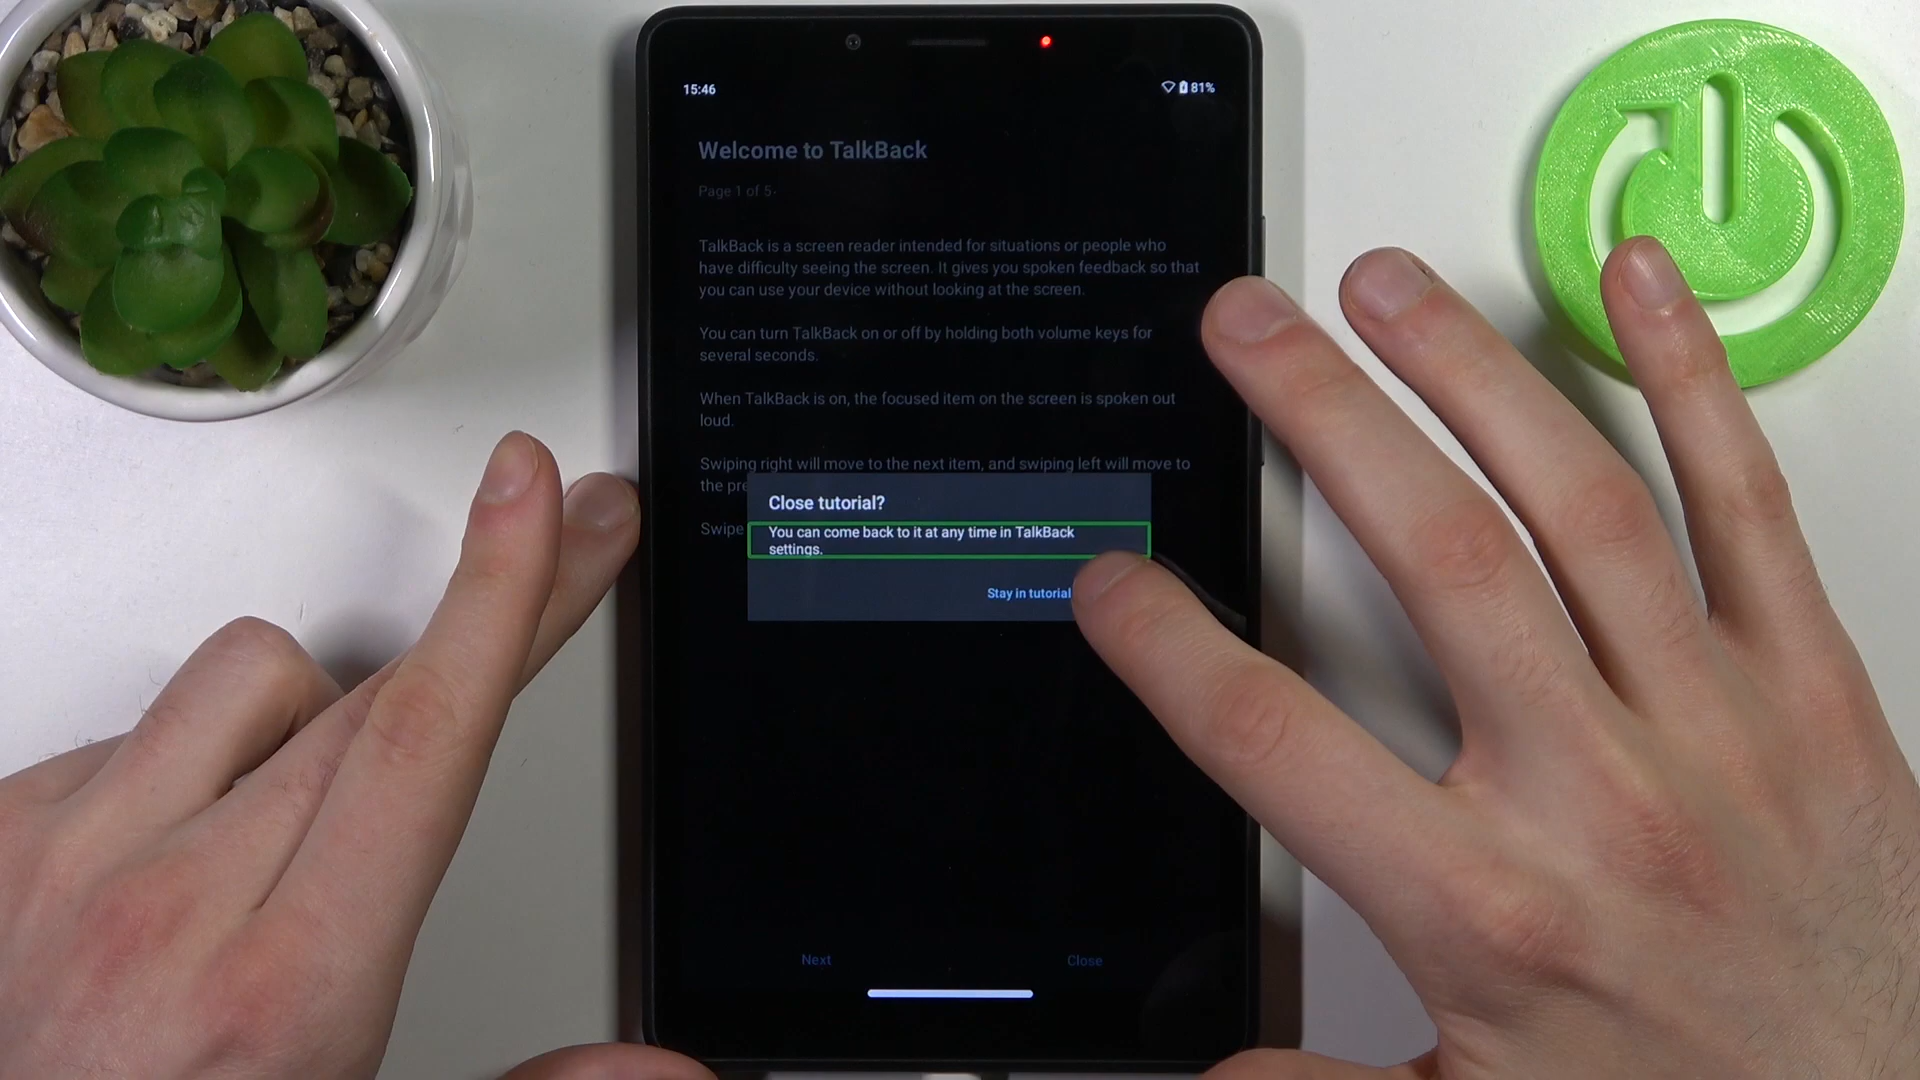 15:46
81%
Welcome to TalkBack
Page 1 of 5
TalkBack is a screen reader intended for situations or people who
have difficulty seeing the screen. It gives you spoken feedback so that
you can use your device without looking at the screen.
You can turn TalkBack on or off by holding both volume keys for
several seconds.
When TalkBack is on, the focused item on the screen is spoken out
loud.
Swiping right will move to the next item, and swiping left will move to
the pre
Close tutorial?
Swipe
You can come back to it at any time in TalkBack
settings.
Stay in tutorial
Next
Close